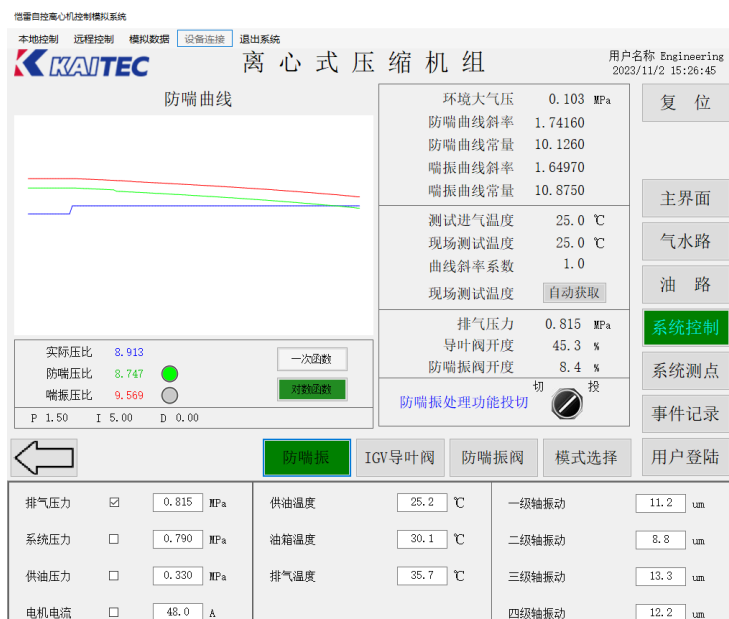 恺雷自控离心机控制模拟系统
本地控制 远程控制 模拟数据 设备连接 退出系统
KAITEC 离心式压缩机组 用户名称 Engineering
2023/11/2 15:26:45
防喘曲线
环境大气压 0.103 MPa
防喘曲线斜率 1.74160
防喘曲线常量 10.1260
喘振曲线斜率 1.64970
喘振曲线常量 10.8750
测试进气温度 25.0 ℃
现场测试温度 25.0 ℃
曲线斜率系数 1.0
现场测试温度 自动获取
排气压力 0.815 MPa
导叶阀开度 45.3 %
防喘振阀开度 8.4 %
切 投
防喘振处理功能投切
复 位
主界面
气水路
油 路
系统控制
系统测点
事件记录
用户登陆
实际压比 8.913
防喘压比 8.747
喘振压比 9.569
一次函数
对数函数
P 1.50 I 5.00 D 0.00
防喘振 IGV导叶阀 防喘振阀 模式选择
排气压力 0.815 MPa 供油温度 25.2 ℃ 一级轴振动 11.2 um
系统压力 0.790 MPa 油箱温度 30.1 ℃ 二级轴振动 8.8 um
供油压力 0.330 MPa 排气温度 35.7 ℃ 三级轴振动 13.3 um
电机电流 48.0 A 四级轴振动 12.2 um